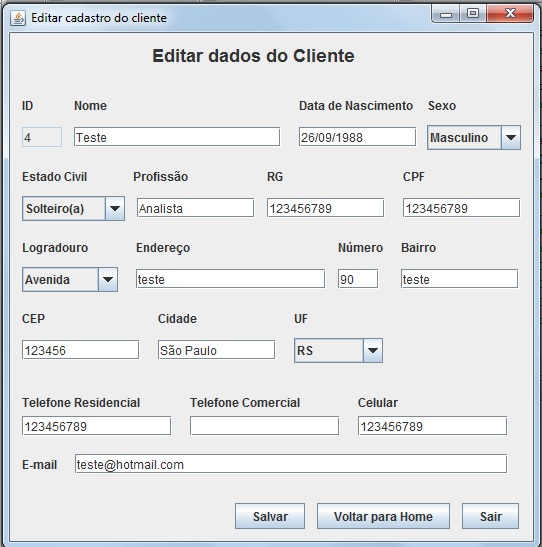 Editar cadastro do cliente
Editar dados do Cliente
ID Nome Data de Nascimento Sexo
4 Teste 26/09/1988 Masculino
Estado Civil Profissão RG CPF
Solteiro(a) Analista 123456789 123456789
Logradouro Endereço Número Bairro
Avenida teste 90 teste
CEP Cidade UF
123456 São Paulo RS
Telefone Residencial Telefone Comercial Celular
123456789 123456789
E-mail teste@hotmail.com
Salvar Voltar para Home Sair